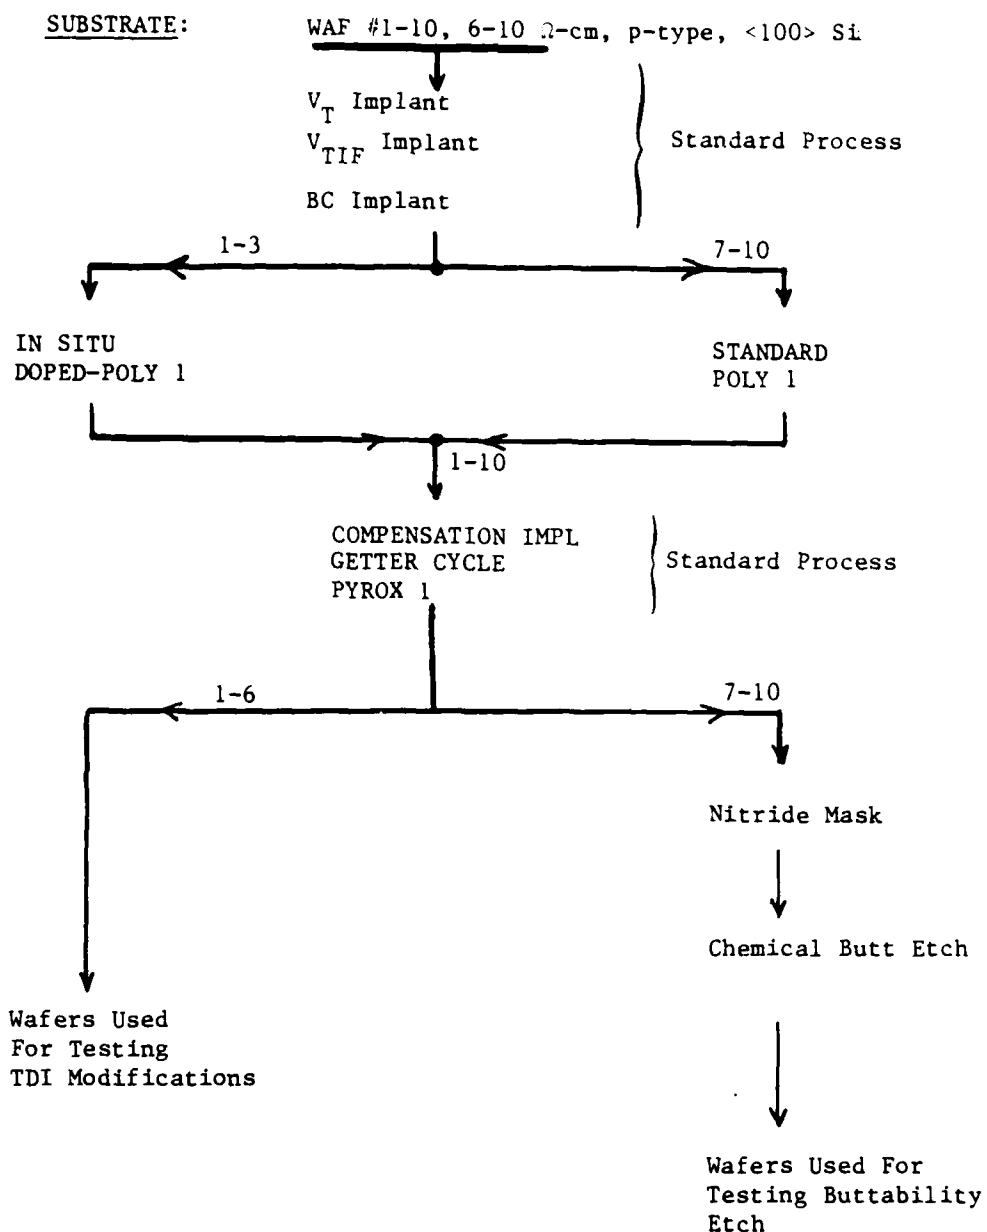 SUBSTRATE: WAF #1-10, 6-10 Ω-cm, p-type, <100> Si
V_T Implant
V_TIF Implant
Standard Process
BC Implant
1-3
7-10
IN SITU
DOPED-POLY 1
STANDARD
POLY 1
1-10
COMPENSATION IMPL
GETTER CYCLE
PYROX 1
Standard Process
1-6
7-10
Nitride Mask
Chemical Butt Etch
Wafers Used
For Testing
TDI Modifications
Wafers Used For
Testing Buttability
Etch